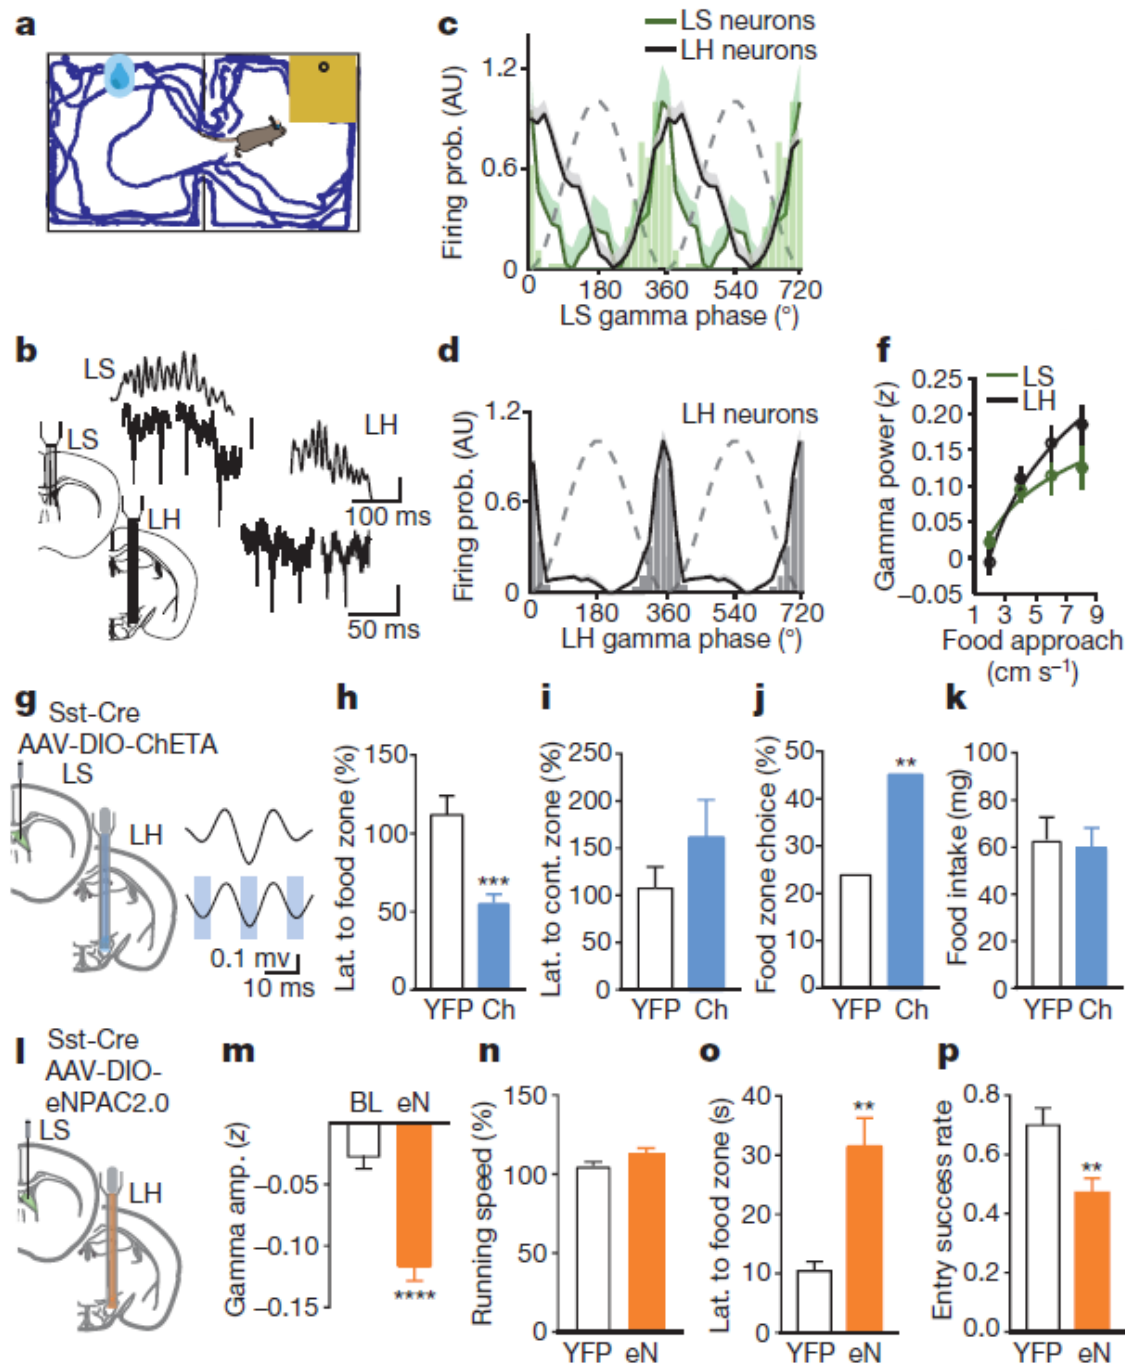 a
b
LS
LS
LH
LH
100 ms
50 ms
c
LS neurons
LH neurons
Firing prob. (AU)
1.2
0.6
0
0 180 360 540 720
LS gamma phase (°)
d
LH neurons
Firing prob. (AU)
1.2
0.6
0
0 180 360 540 720
LH gamma phase (°)
f
LS
LH
Gamma power (z)
0.25
0.20
0.15
0.10
0.05
0
−0.05
1 3 5 7 9
Food approach
(cm s⁻¹)
g
Sst-Cre
AAV-DIO-ChETA
LS
LH
0.1 mv
10 ms
h
Lat. to food zone (%)
150
100
50
0
***
YFP Ch
i
Lat. to cont. zone (%)
250
200
150
100
50
0
YFP Ch
j
Food zone choice (%)
50
40
30
20
10
0
**
YFP Ch
k
Food intake (mg)
100
80
60
40
20
0
YFP Ch
l
Sst-Cre
AAV-DIO-
eNPAC2.0
LS
LH
m
BL eN
Gamma amp. (z)
−0.05
−0.10
−0.15
****
n
Running speed (%)
150
100
50
0
YFP eN
o
Lat. to food zone (s)
40
30
20
10
0
**
YFP eN
p
Entry success rate
0.8
0.6
0.4
0.2
0.0
**
YFP eN